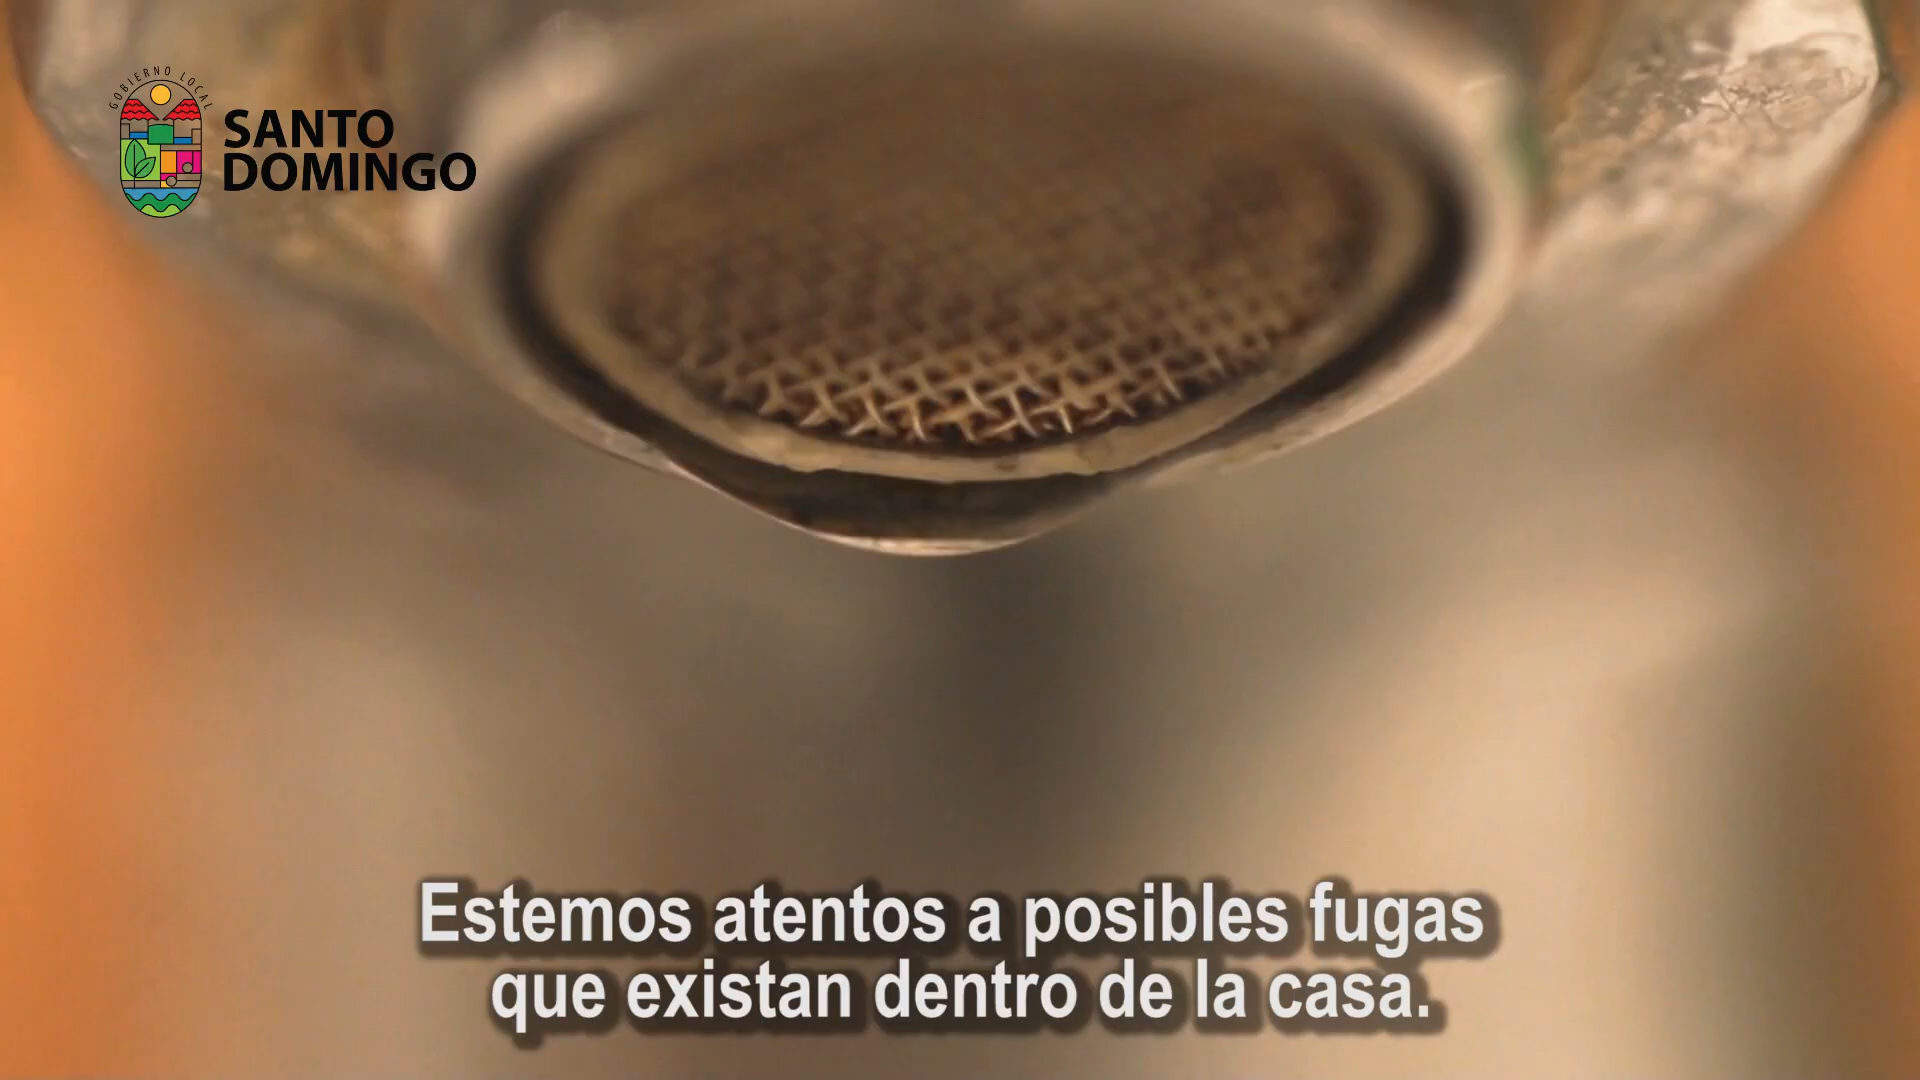 GOBIERNO LOCAL
SANTO
DOMINGO
Estemos atentos a posibles fugas
que existan dentro de la casa.